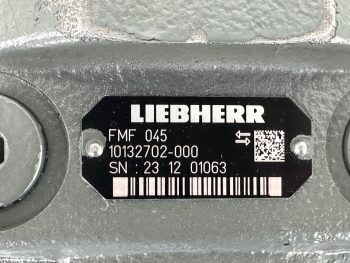 LIEBHERR
FMF 045
10132702-000
SN : 23 12 01063